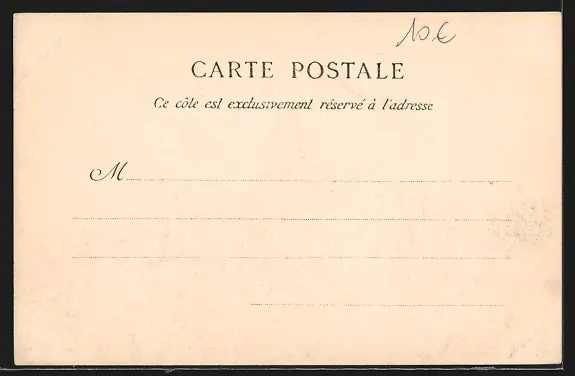 10€
CARTE POSTALE
Ce côté est exclusivement réservé à l'adresse
M